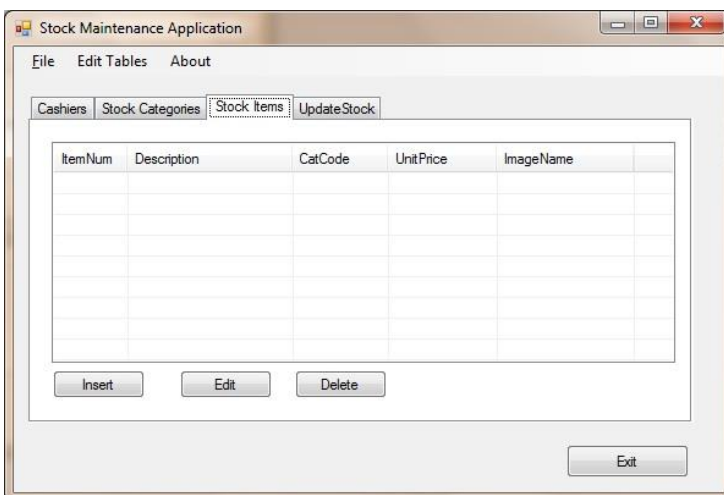 Stock Maintenance Application
File Edit Tables About
Cashiers Stock Categories Stock Items UpdateStock
ItemNum Description CatCode UnitPrice ImageName
Insert Edit Delete
Exit